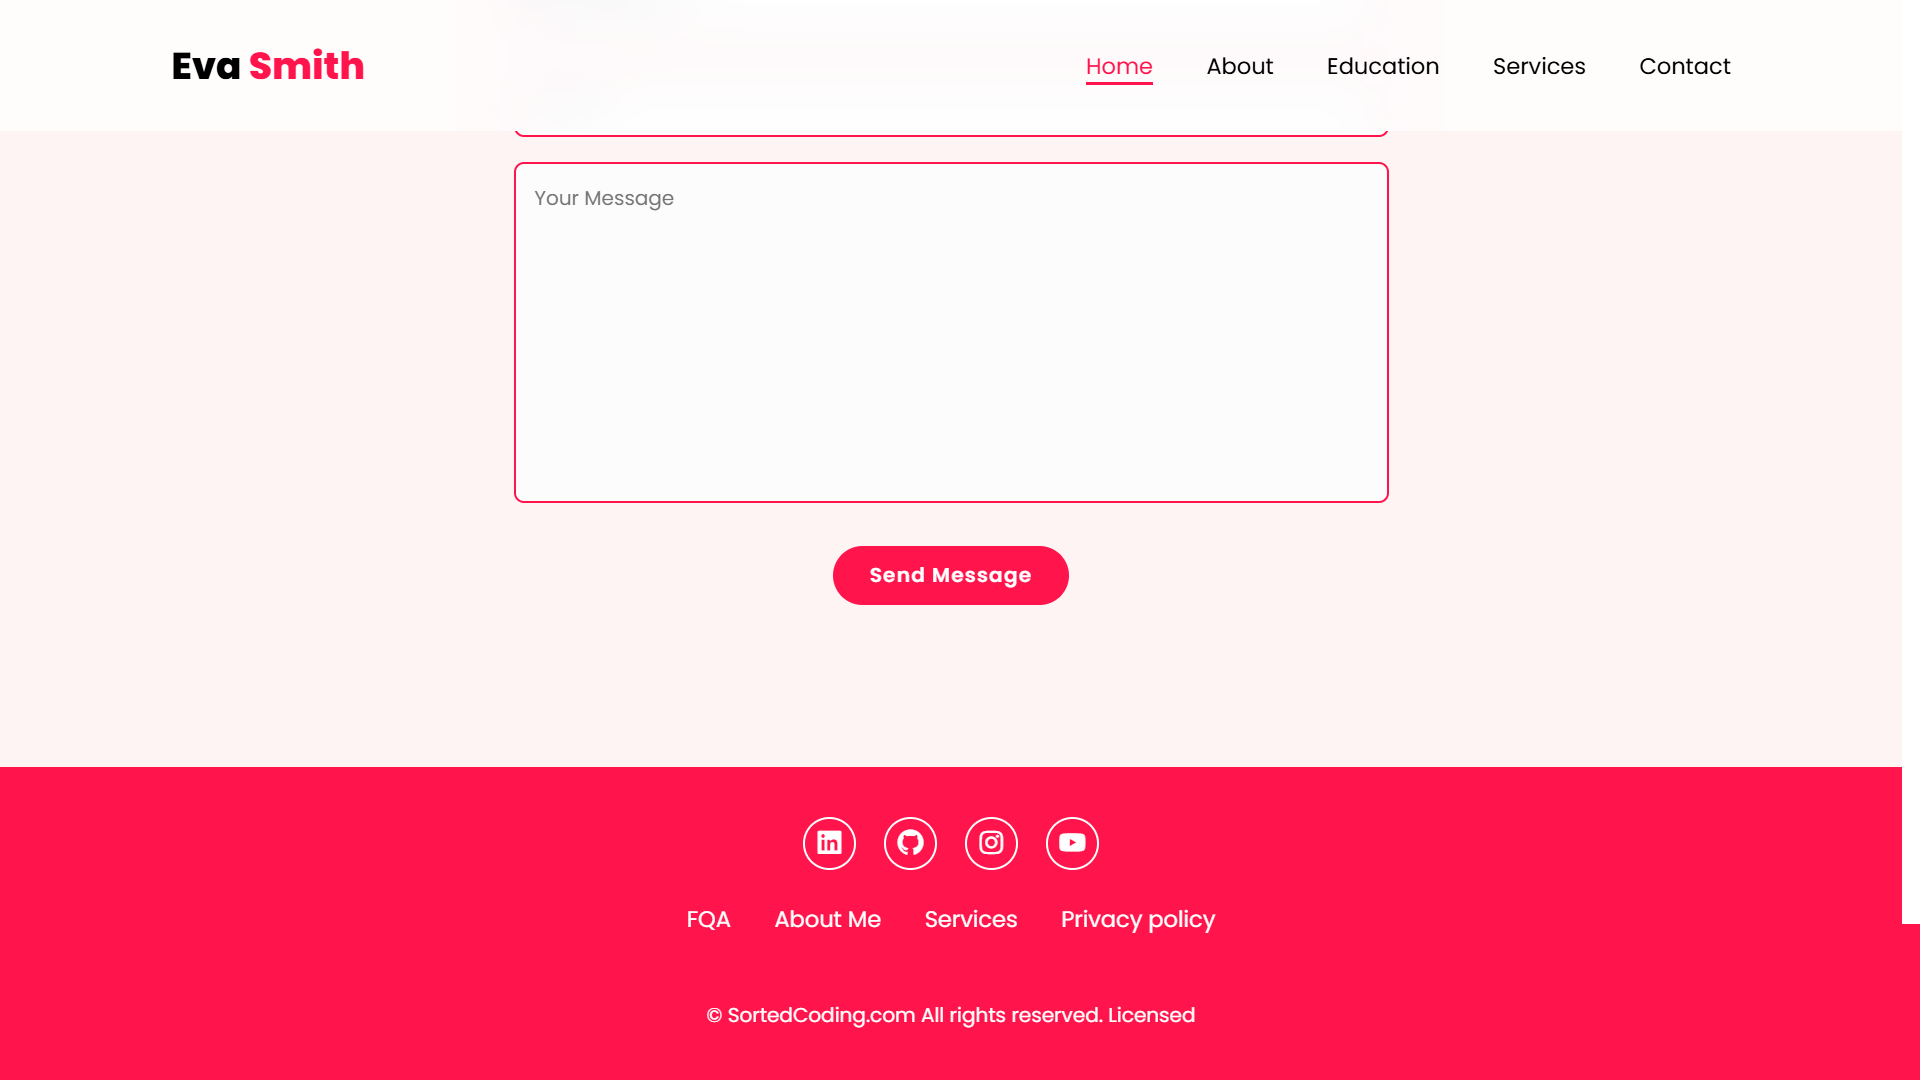 Eva Smith
Home About Education Services Contact
Your Message
Send Message
FQA About Me Services Privacy policy
© SortedCoding.com All rights reserved. Licensed